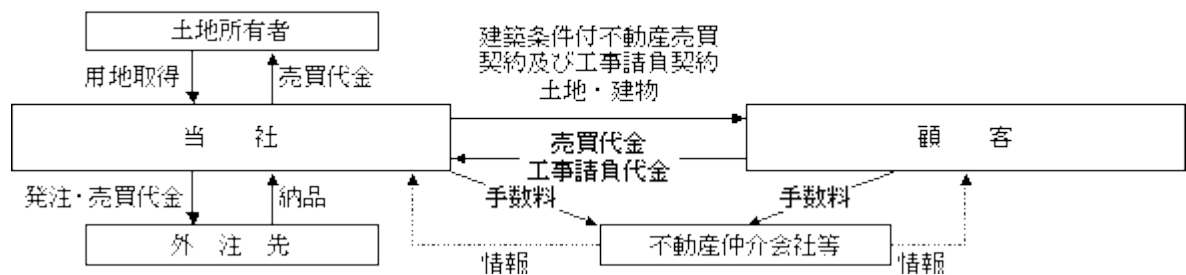 土地所有者
建築条件付不動産売買
契約及び工事請負契約
土地・建物
用地取得
売買代金
当 社
顧 客
売買代金
工事請負代金
発注・売買代金
納品
手数料
手数料
外 注 先
不動産仲介会社等
情報
情報